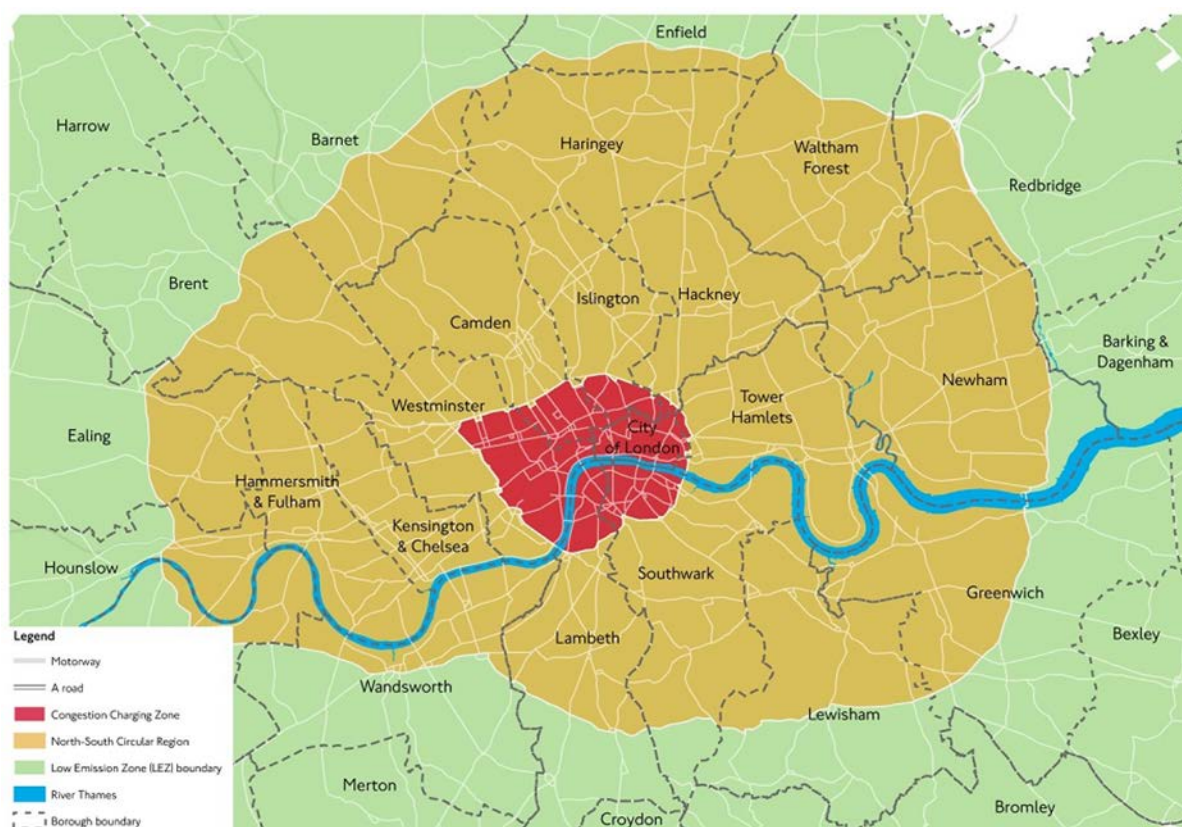 Enfield
Harrow
Barnet
Haringey
Waltham
Forest
Redbridge
Brent
Islington
Hackney
Camden
Barking &
Dagenham
Newham
Tower
Hamlets
Westminster
City
of London
Ealing
Hammersmith
& Fulham
Kensington
& Chelsea
Hounslow
Southwark
Greenwich
Lambeth
Bexley
Wandsworth
Lewisham
Merton
Croydon
Bromley
Legend
Motorway
A road
Congestion Charging Zone
North-South Circular Region
Low Emission Zone (LEZ) boundary
River Thames
Borough boundary